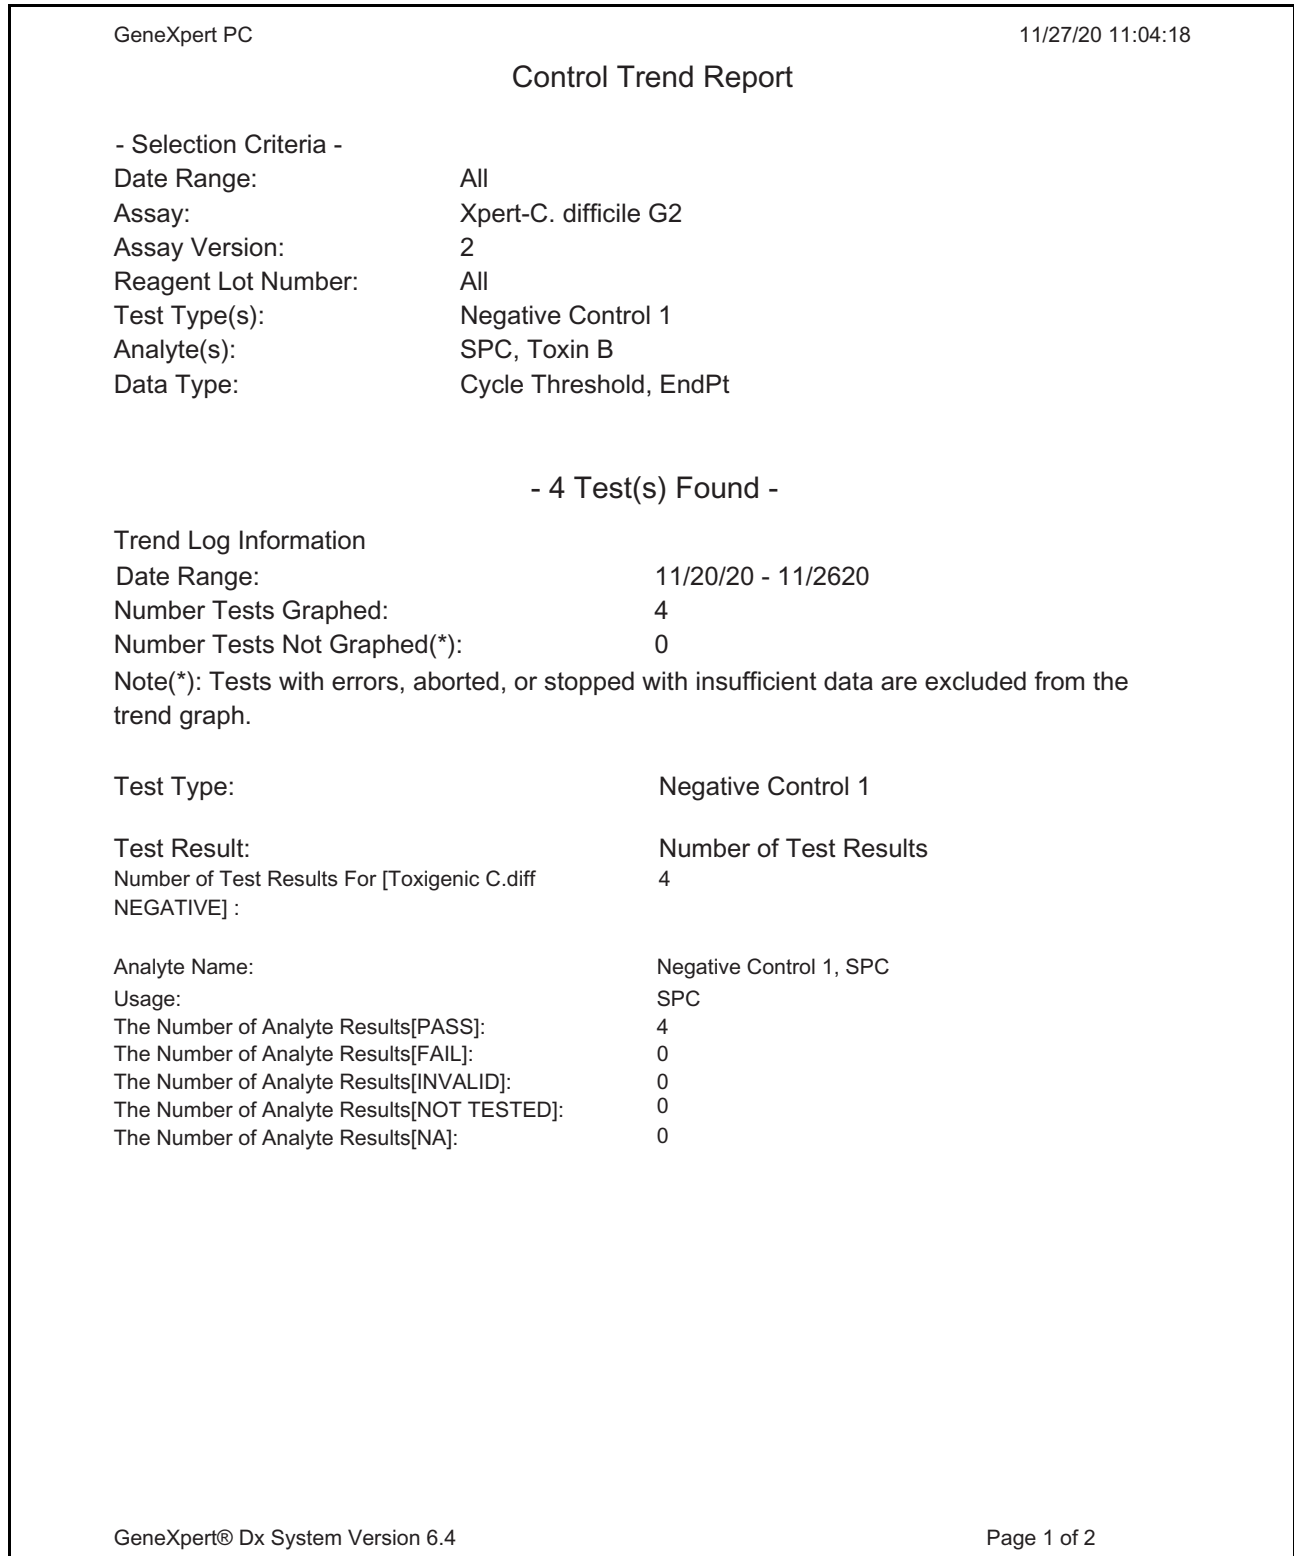 GeneXpert PC 11/27/20 11:04:18
Control Trend Report
- Selection Criteria -
Date Range: All
Assay: Xpert-C. difficile G2
Assay Version: 2
Reagent Lot Number: All
Test Type(s): Negative Control 1
Analyte(s): SPC, Toxin B
Data Type: Cycle Threshold, EndPt
- 4 Test(s) Found -
Trend Log Information
Date Range: 11/20/20 - 11/2620
Number Tests Graphed: 4
Number Tests Not Graphed(*): 0
Note(*): Tests with errors, aborted, or stopped with insufficient data are excluded from the
trend graph.
Test Type: Negative Control 1
Test Result: Number of Test Results
Number of Test Results For [Toxigenic C.diff 4
NEGATIVE] :
Analyte Name: Negative Control 1, SPC
Usage: SPC
The Number of Analyte Results[PASS]: 4
The Number of Analyte Results[FAIL]: 0
The Number of Analyte Results[INVALID]: 0
The Number of Analyte Results[NOT TESTED]: 0
The Number of Analyte Results[NA]: 0
GeneXpert® Dx System Version 6.4 Page 1 of 2